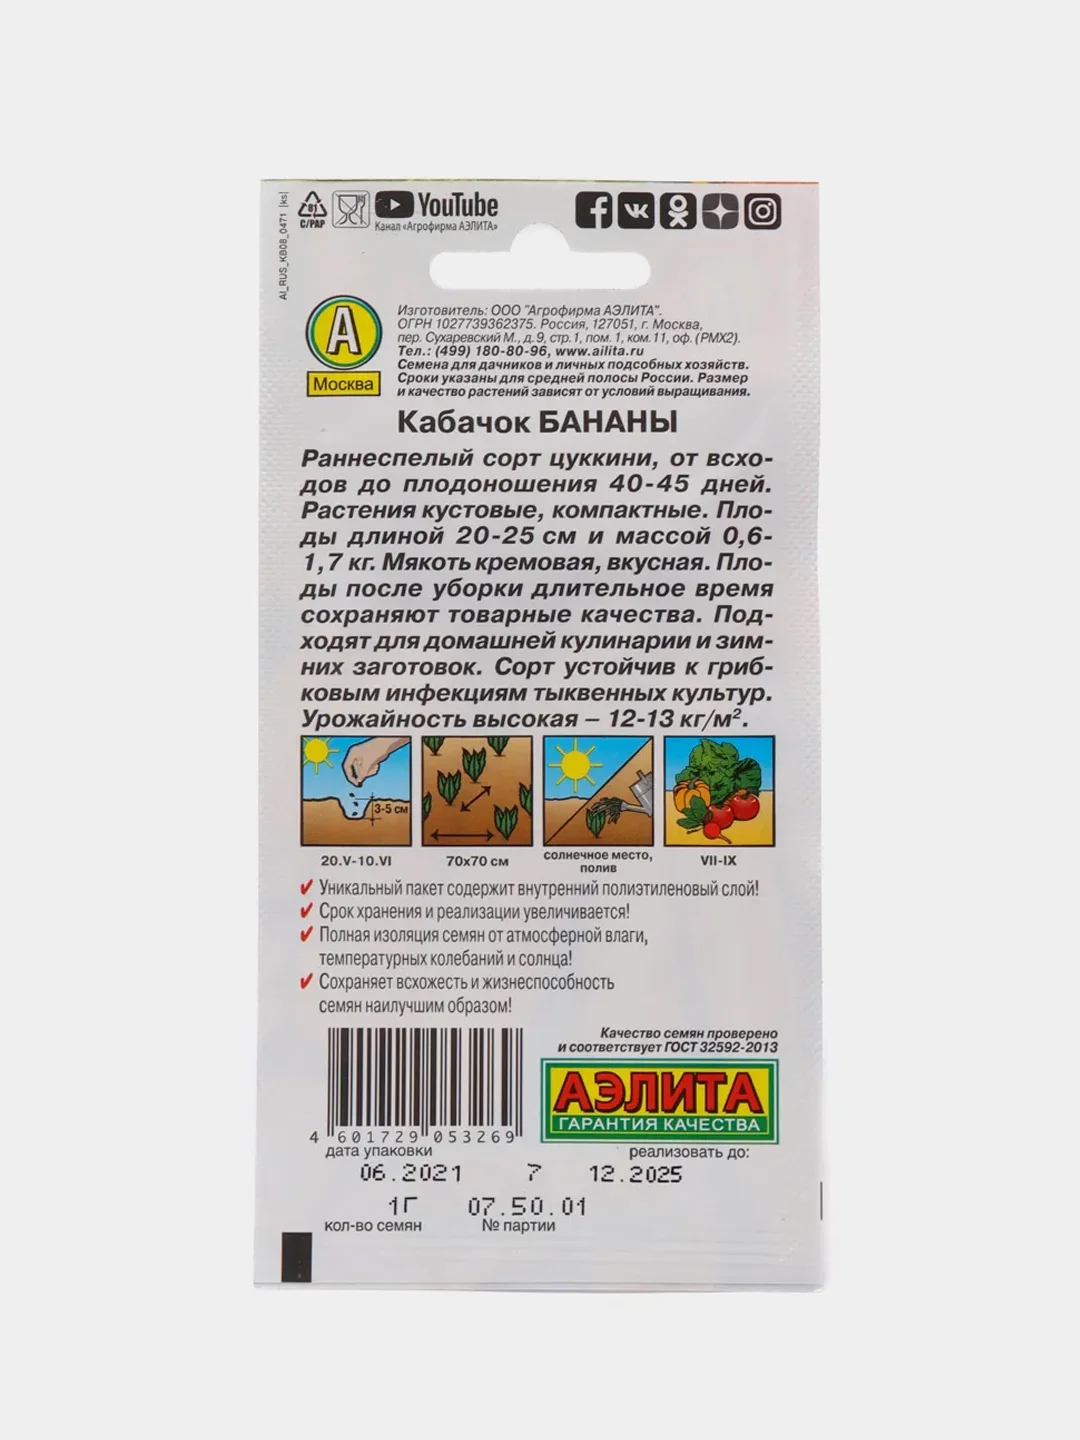 AI_RUS_KB08_0471 |ks|
81
C/PAP
YouTube
Канал «Агрофирма АЭЛИТА»
А
Москва
Изготовитель: ООО "Агрофирма АЭЛИТА".
ОГРН 1027739362375. Россия, 127051, г. Москва,
пер. Сухаревский М., д. 9, стр. 1, пом. 1, ком. 11, оф. (РМХ2).
Тел.: (499) 180-80-96, www.ailita.ru
Семена для дачников и личных подсобных хозяйств.
Сроки указаны для средней полосы России. Размер
и качество растений зависят от условий выращивания.
Кабачок БАНАНЫ
Раннеспелый сорт цуккини, от всхо-
дов до плодоношения 40-45 дней.
Растения кустовые, компактные. Пло-
ды длиной 20-25 см и массой 0,6-
1,7 кг. Мякоть кремовая, вкусная. Пло-
ды после уборки длительное время
сохраняют товарные качества. Под-
ходят для домашней кулинарии и зим-
них заготовок. Сорт устойчив к гриб-
ковым инфекциям тыквенных культур.
Урожайность высокая – 12-13 кг/м².
3-5 см
20.V-10.VI
70х70 см
солнечное место,
полив
VII-IX
Уникальный пакет содержит внутренний полиэтиленовый слой!
Срок хранения и реализации увеличивается!
Полная изоляция семян от атмосферной влаги,
температурных колебаний и солнца!
Сохраняет всхожесть и жизнеспособность
семян наилучшим образом!
Качество семян проверено
и соответствует ГОСТ 32592-2013
АЭЛИТА
ГАРАНТИЯ КАЧЕСТВА
4 601729 053269
дата упаковки
реализовать до:
06.2021 7 12.2025
1Г 07.50.01
кол-во семян
№ партии